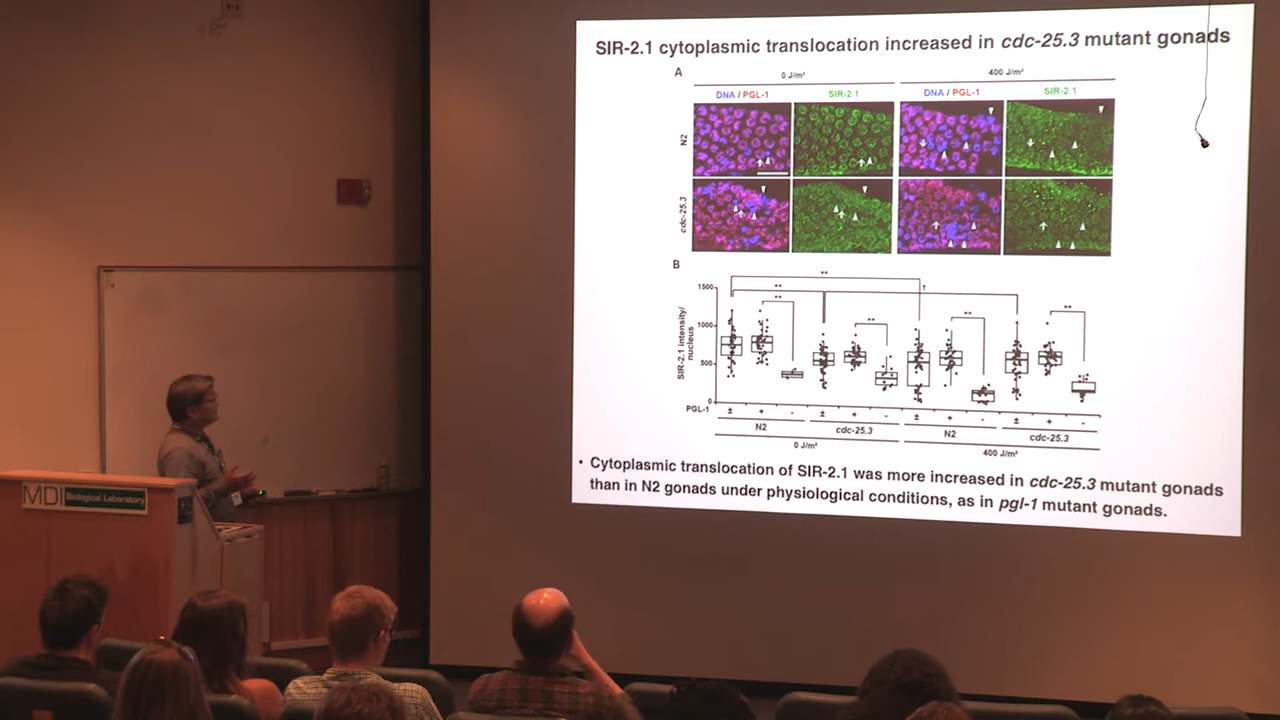 SIR-2.1 cytoplasmic translocation increased in cdc-25.3 mutant gonads
A
0 J/m² 400 J/m²
DNA / PGL-1 SIR-2.1 DNA / PGL-1 SIR-2.1
N2
cdc-25.3
B
** ** ** ** ** † ** **
SIR-2.1 intensity/
nucleus
1500
1000
500
0
PGL-1 ± + - ± + - ± + - ± + -
N2 cdc-25.3 N2 cdc-25.3
0 J/m² 400 J/m²
• Cytoplasmic translocation of SIR-2.1 was more increased in cdc-25.3 mutant gonads
than in N2 gonads under physiological conditions, as in pgl-1 mutant gonads.
MDI Biological Laboratory